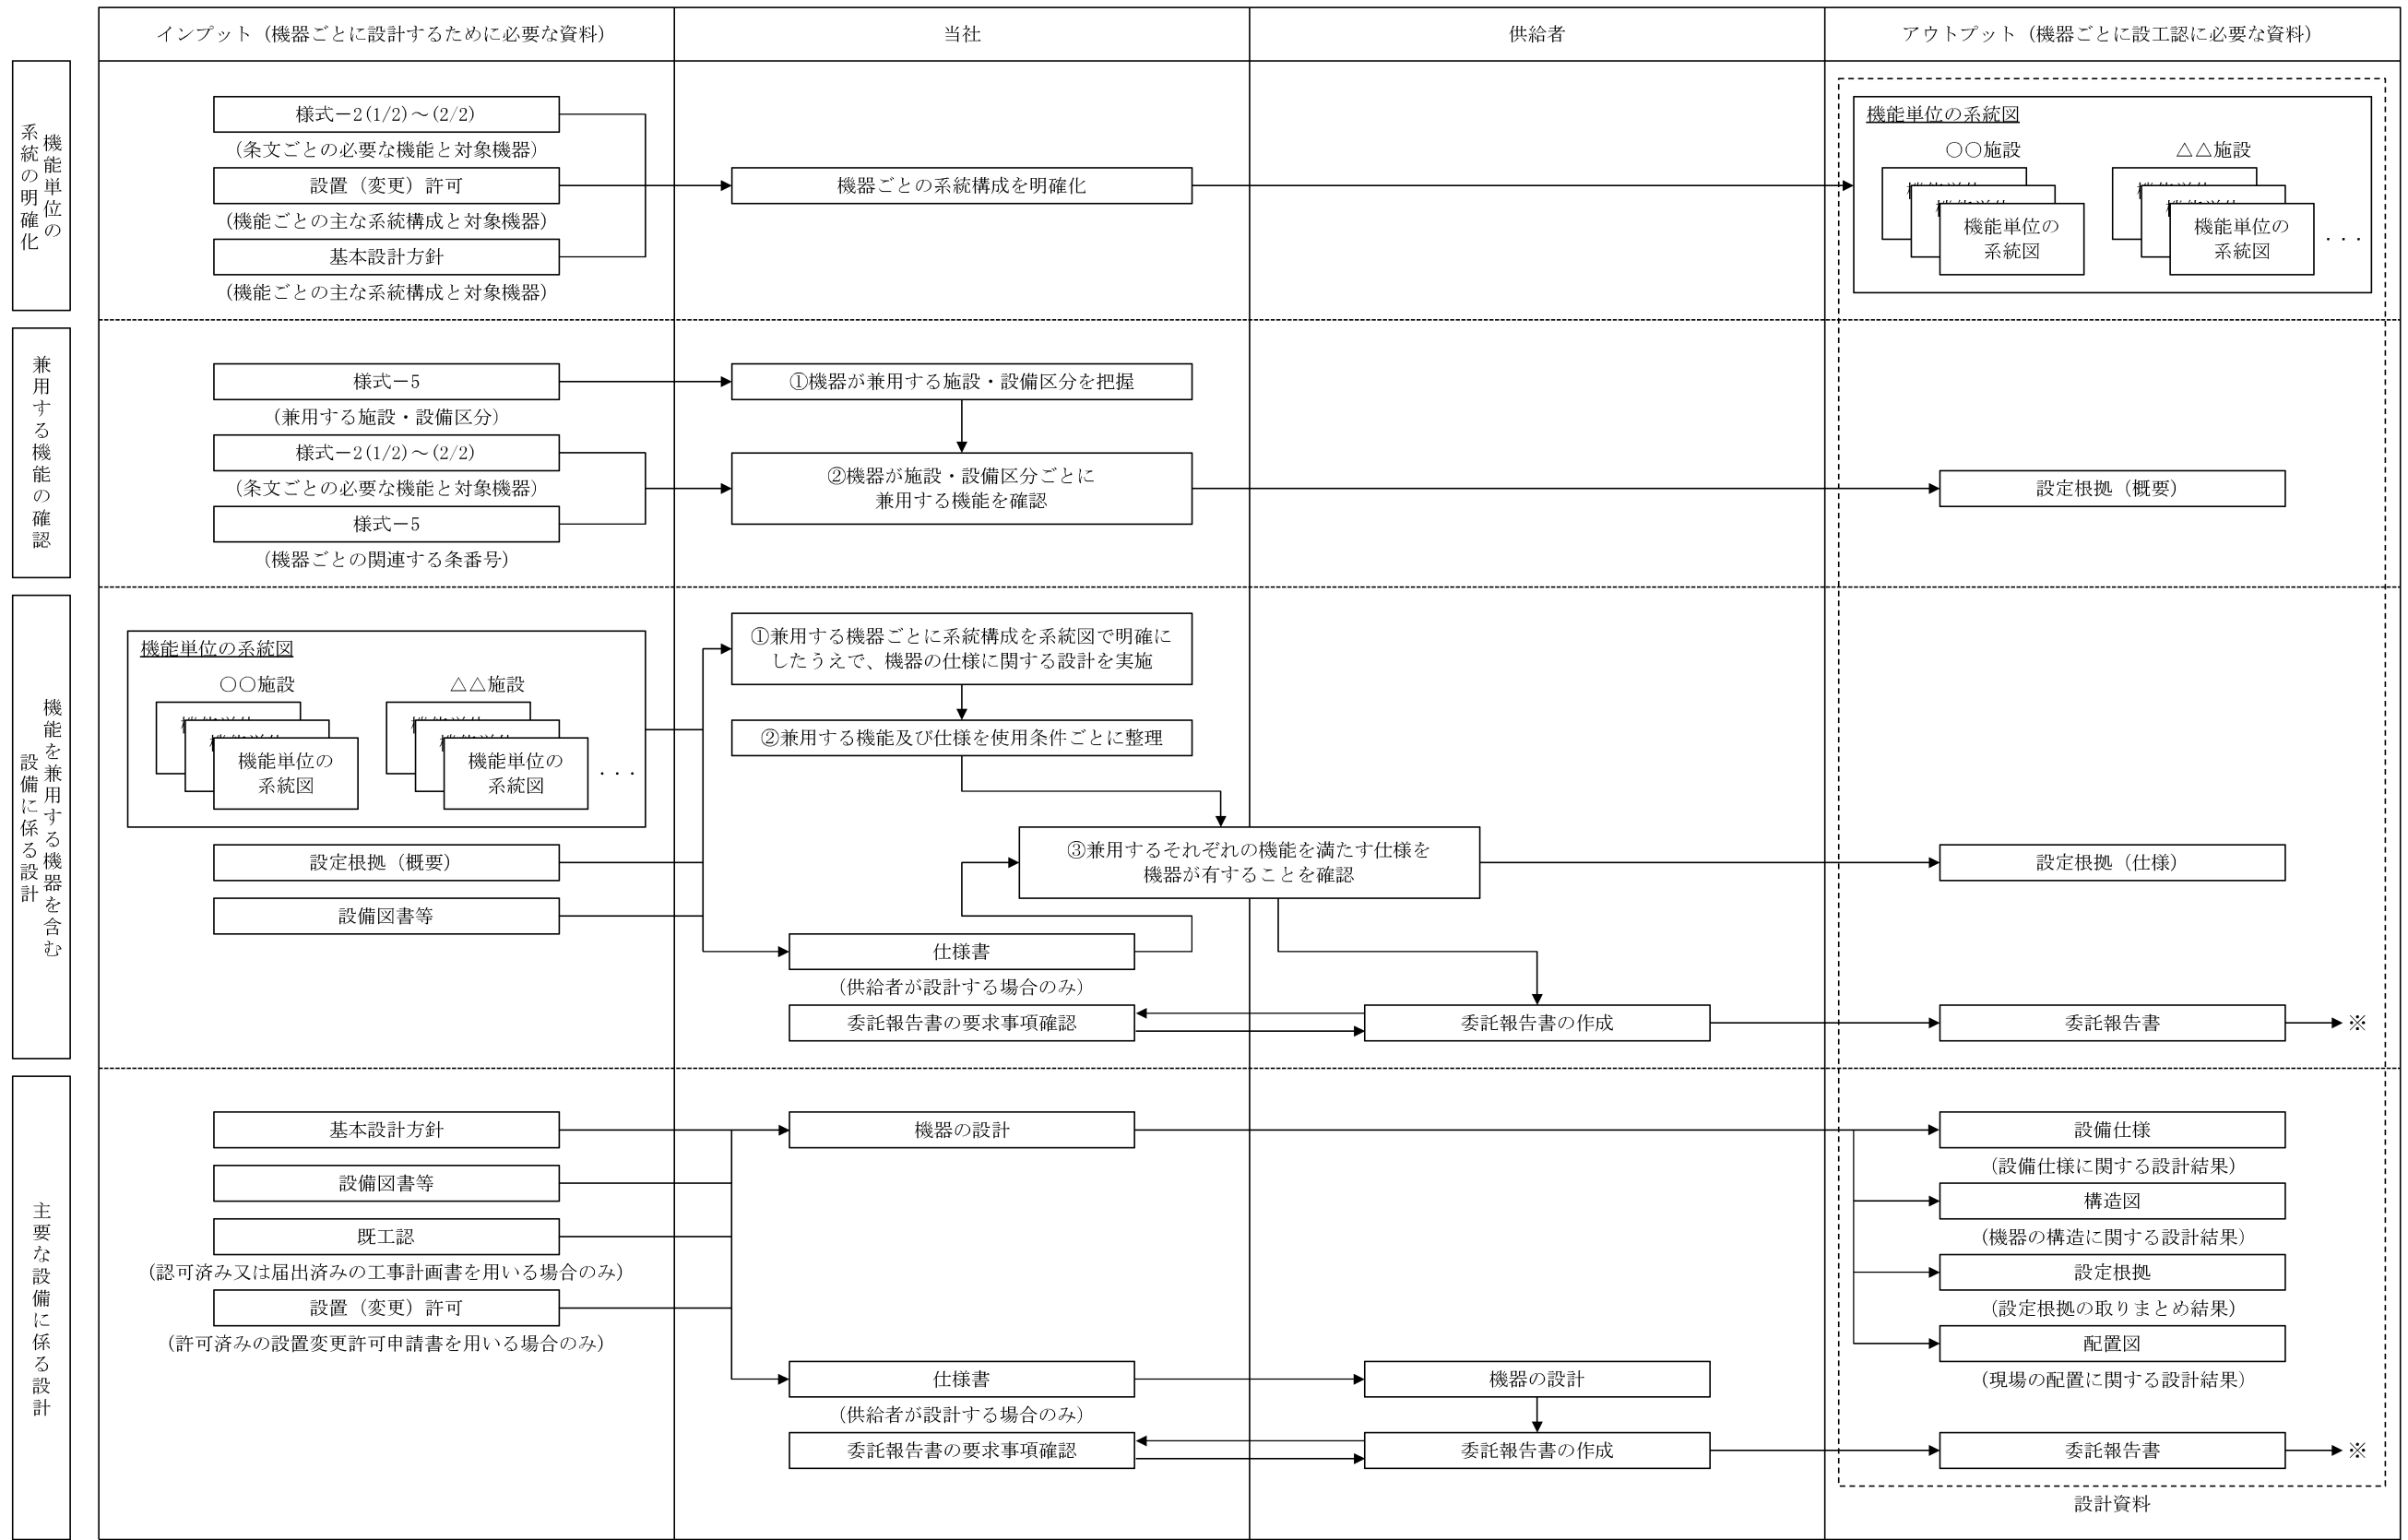 インプット（機器ごとに設計するために必要な資料）
当社
供給者
アウトプット（機器ごとに設工認に必要な資料）
機能単位の
系統の明確化
様式－2(1/2)～(2/2)
（条文ごとの必要な機能と対象機器）
設置（変更）許可
（機能ごとの主な系統構成と対象機器）
基本設計方針
（機能ごとの主な系統構成と対象機器）
機器ごとの系統構成を明確化
機能単位の系統図
○○施設
機能単位の
系統図
△△施設
機能単位の
系統図
・・・
兼用する機能の確認
様式－5
（兼用する施設・設備区分）
様式－2(1/2)～(2/2)
（条文ごとの必要な機能と対象機器）
様式－5
（機器ごとの関連する条番号）
①機器が兼用する施設・設備区分を把握
②機器が施設・設備区分ごとに
兼用する機能を確認
設定根拠（概要）
機能を兼用する機器を含む
設備に係る設計
機能単位の系統図
○○施設
機能単位の
系統図
△△施設
機能単位の
系統図
・・・
設定根拠（概要）
設備図書等
①兼用する機器ごとに系統構成を系統図で明確に
したうえで、機器の仕様に関する設計を実施
②兼用する機能及び仕様を使用条件ごとに整理
③兼用するそれぞれの機能を満たす仕様を
機器が有することを確認
設定根拠（仕様）
仕様書
（供給者が設計する場合のみ）
委託報告書の要求事項確認
委託報告書の作成
委託報告書
※
主要な設備に係る設計
基本設計方針
設備図書等
既工認
（認可済み又は届出済みの工事計画書を用いる場合のみ）
設置（変更）許可
（許可済みの設置変更許可申請書を用いる場合のみ）
機器の設計
設備仕様
（設備仕様に関する設計結果）
構造図
（機器の構造に関する設計結果）
設定根拠
（設定根拠の取りまとめ結果）
配置図
（現場の配置に関する設計結果）
仕様書
（供給者が設計する場合のみ）
機器の設計
委託報告書の要求事項確認
委託報告書の作成
委託報告書
※
設計資料